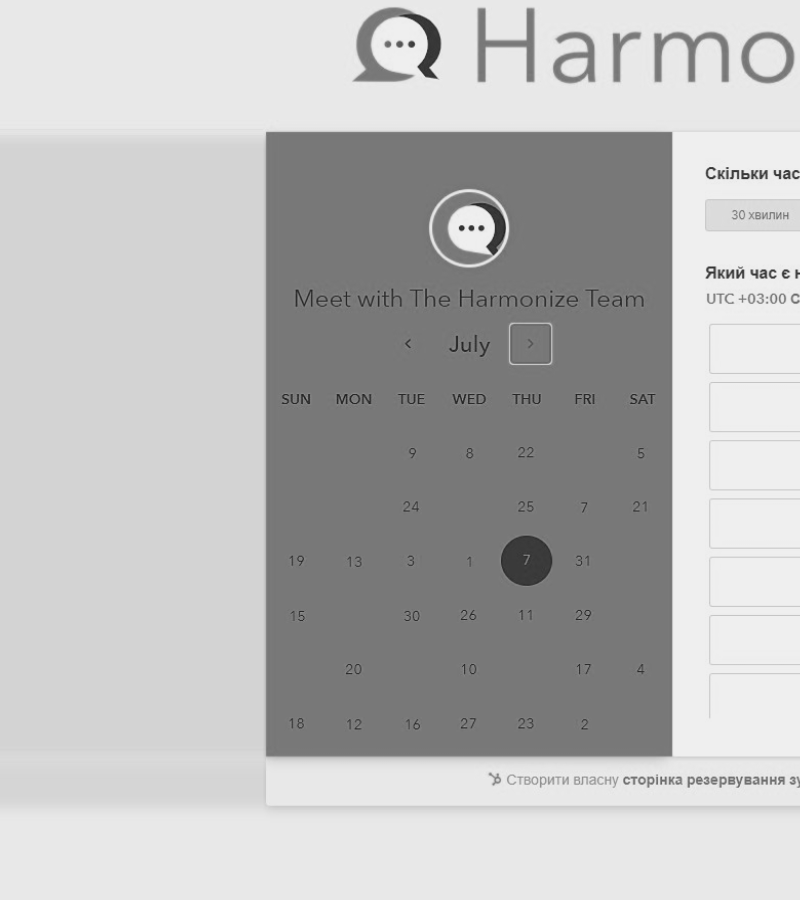 Harmo
Meet with The Harmonize Team
July
SUN MON TUE WED THU FRI SAT
9 8 22 5
24 25 7 21
19 13 3 1 7 31
15 30 26 11 29
20 10 17 4
18 12 16 27 23 2
Скільки час
30 хвилин
Який час є н
UTC +03:00 С
Створити власну сторінка резервування зу